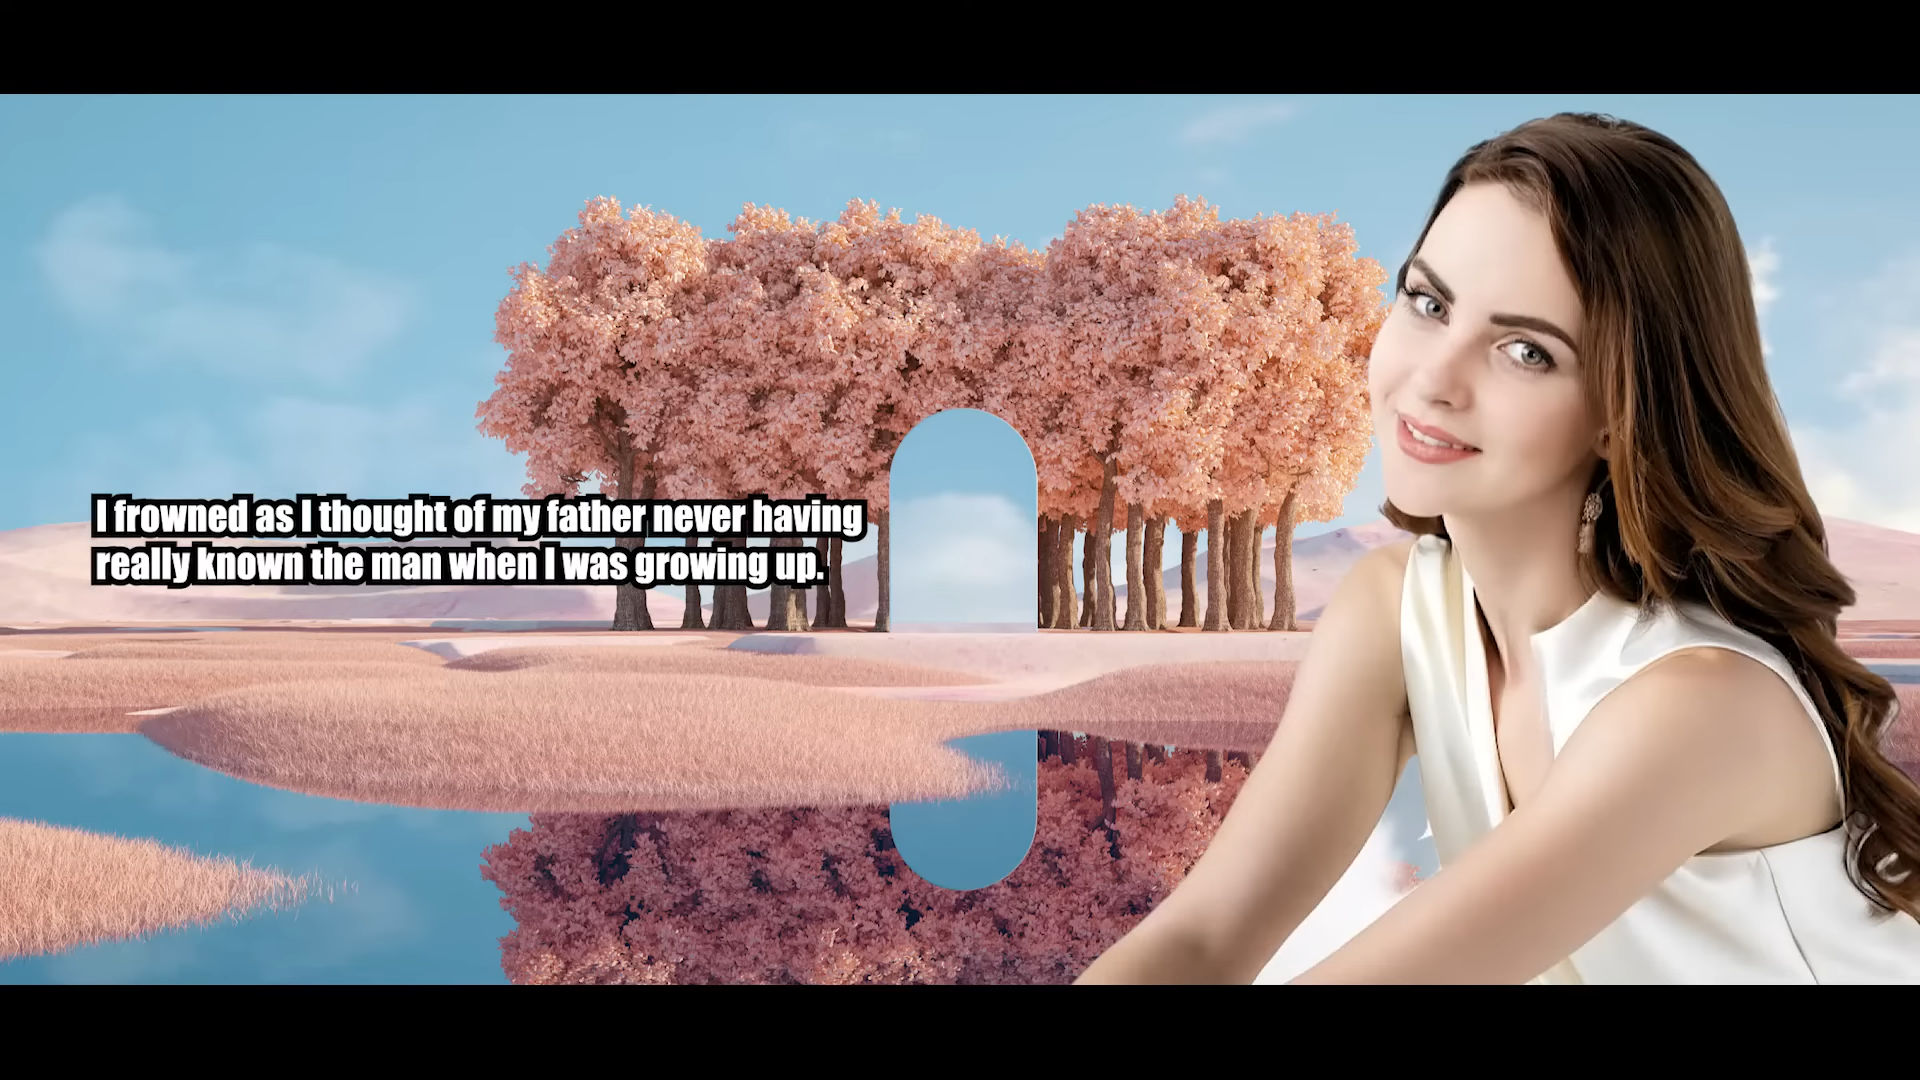 I frowned as I thought of my father never having
really known the man when I was growing up.